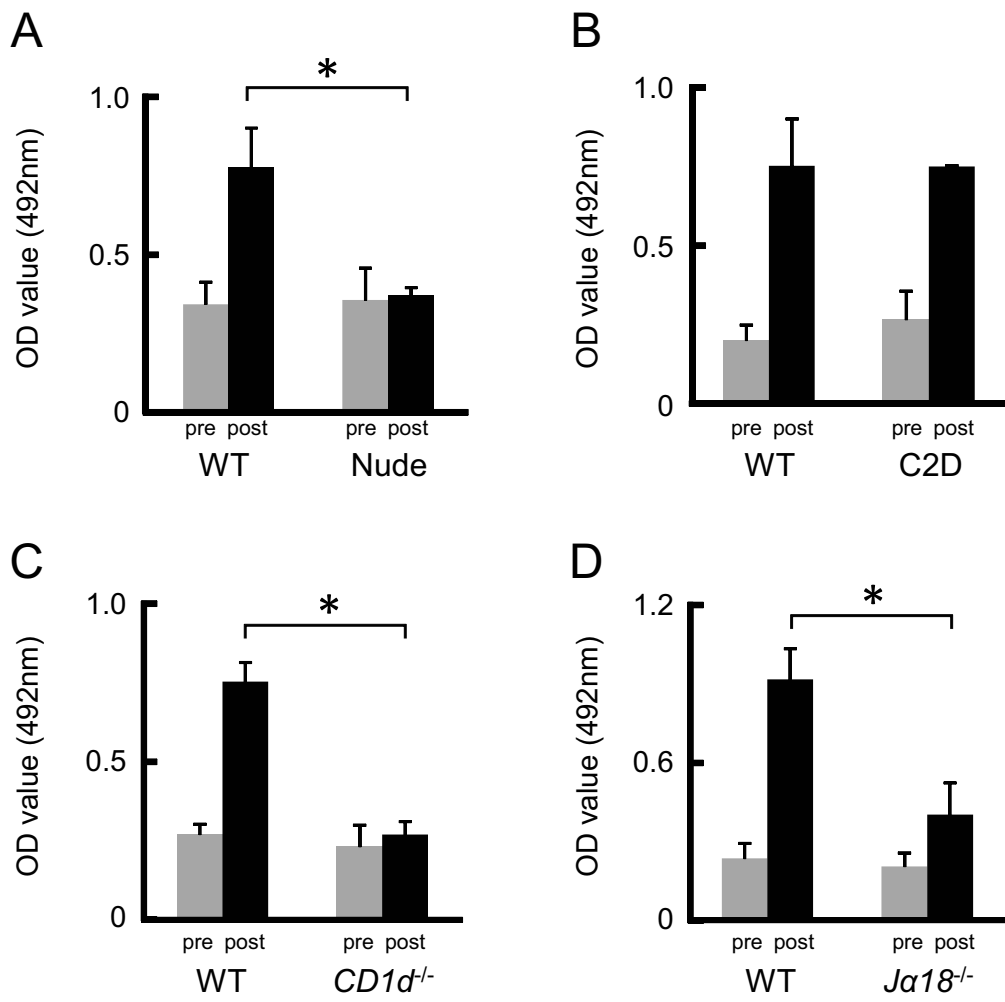 A
*
1.0
0.5
0
OD value (492nm)
pre post pre post
WT Nude
B
1.0
0.5
0
OD value (492nm)
pre post pre post
WT C2D
C
*
1.0
0.5
0
OD value (492nm)
pre post pre post
WT CD1d-/-
D
*
1.2
0.6
0
OD value (492nm)
pre post pre post
WT Jα18-/-